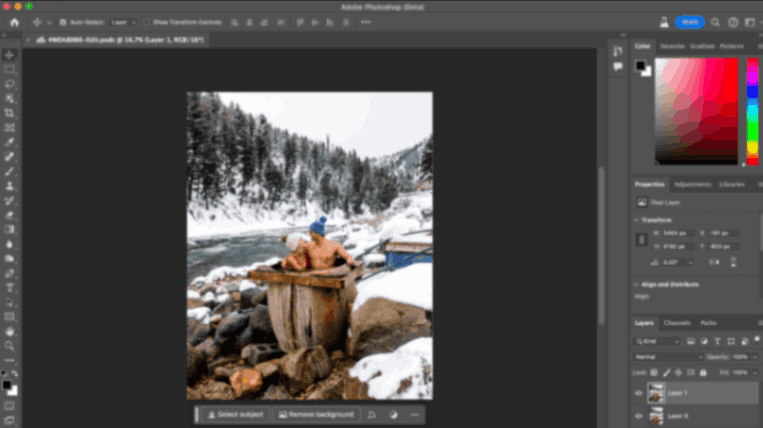 Adobe Photoshop (Beta)
Auto-Select: Layer Show Transform Controls
Share
4W0A8066-Edit.psdc @ 16.7% (Layer 1, RGB/16*)
Color Swatches Gradient Patterns
Properties Adjustments Libraries
Pixel Layer
Transform
W: 5464 px X: -191 px
H: 8192 px Y: -800 px
0.00°
Align and Distribute
Align:
Layers Channels Paths
Kind
Normal Opacity: 100%
Lock: Fill: 100%
Layer 1
Layer 0
Select subject Remove background